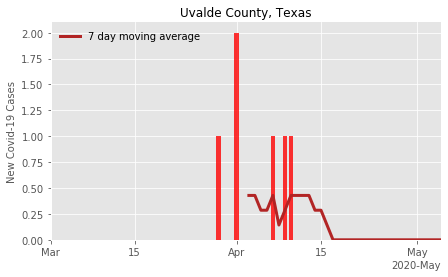 Uvalde County, Texas
7 day moving average
New Covid-19 Cases
2.00
1.75
1.50
1.25
1.00
0.75
0.50
0.25
0.00
Mar
15
Apr
15
May
2020-May